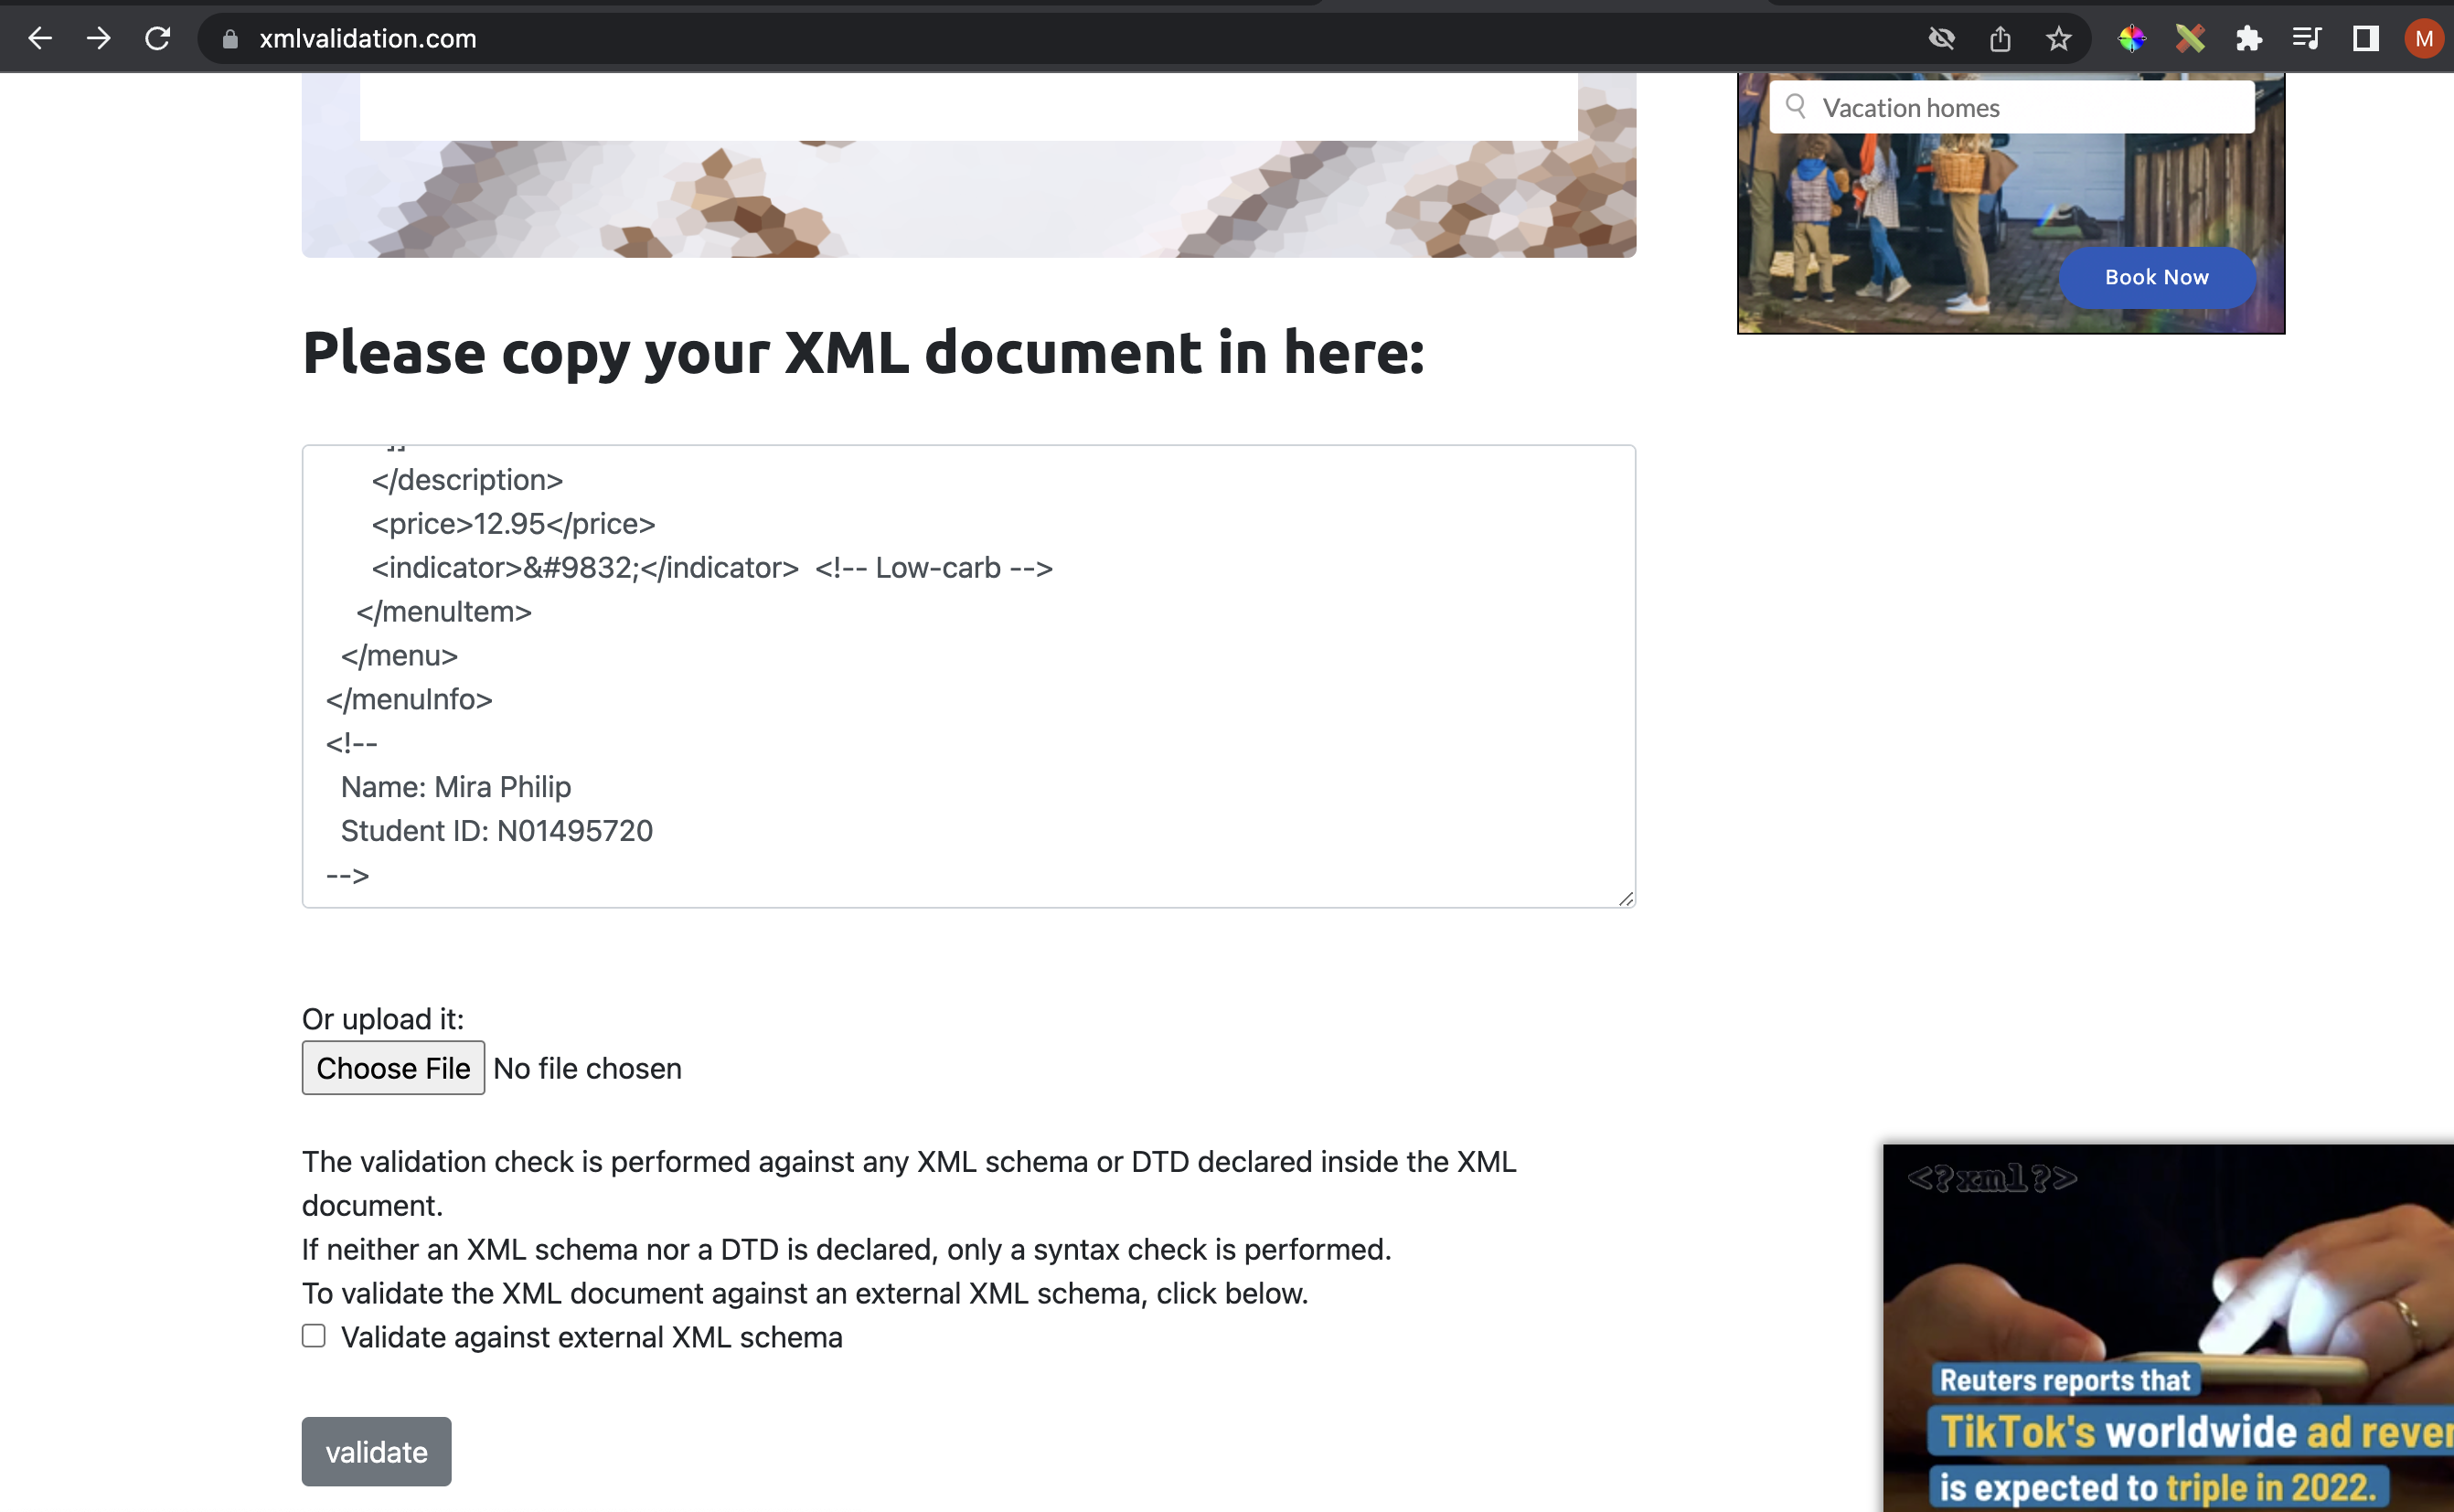 xmlvalidation.com
M
Vacation homes
Book Now
Please copy your XML document in here:
]]
</description>
<price>12.95</price>
<indicator>&#9832;</indicator>  <!-- Low-carb -->
</menuItem>
</menu>
</menuInfo>
<!--
Name: Mira Philip
Student ID: N01495720
-->
Or upload it:
Choose File No file chosen
The validation check is performed against any XML schema or DTD declared inside the XML
document.
If neither an XML schema nor a DTD is declared, only a syntax check is performed.
To validate the XML document against an external XML schema, click below.
Validate against external XML schema
validate
<?xml?>
Reuters reports that
TikTok's worldwide ad
is expected to triple in 2022.